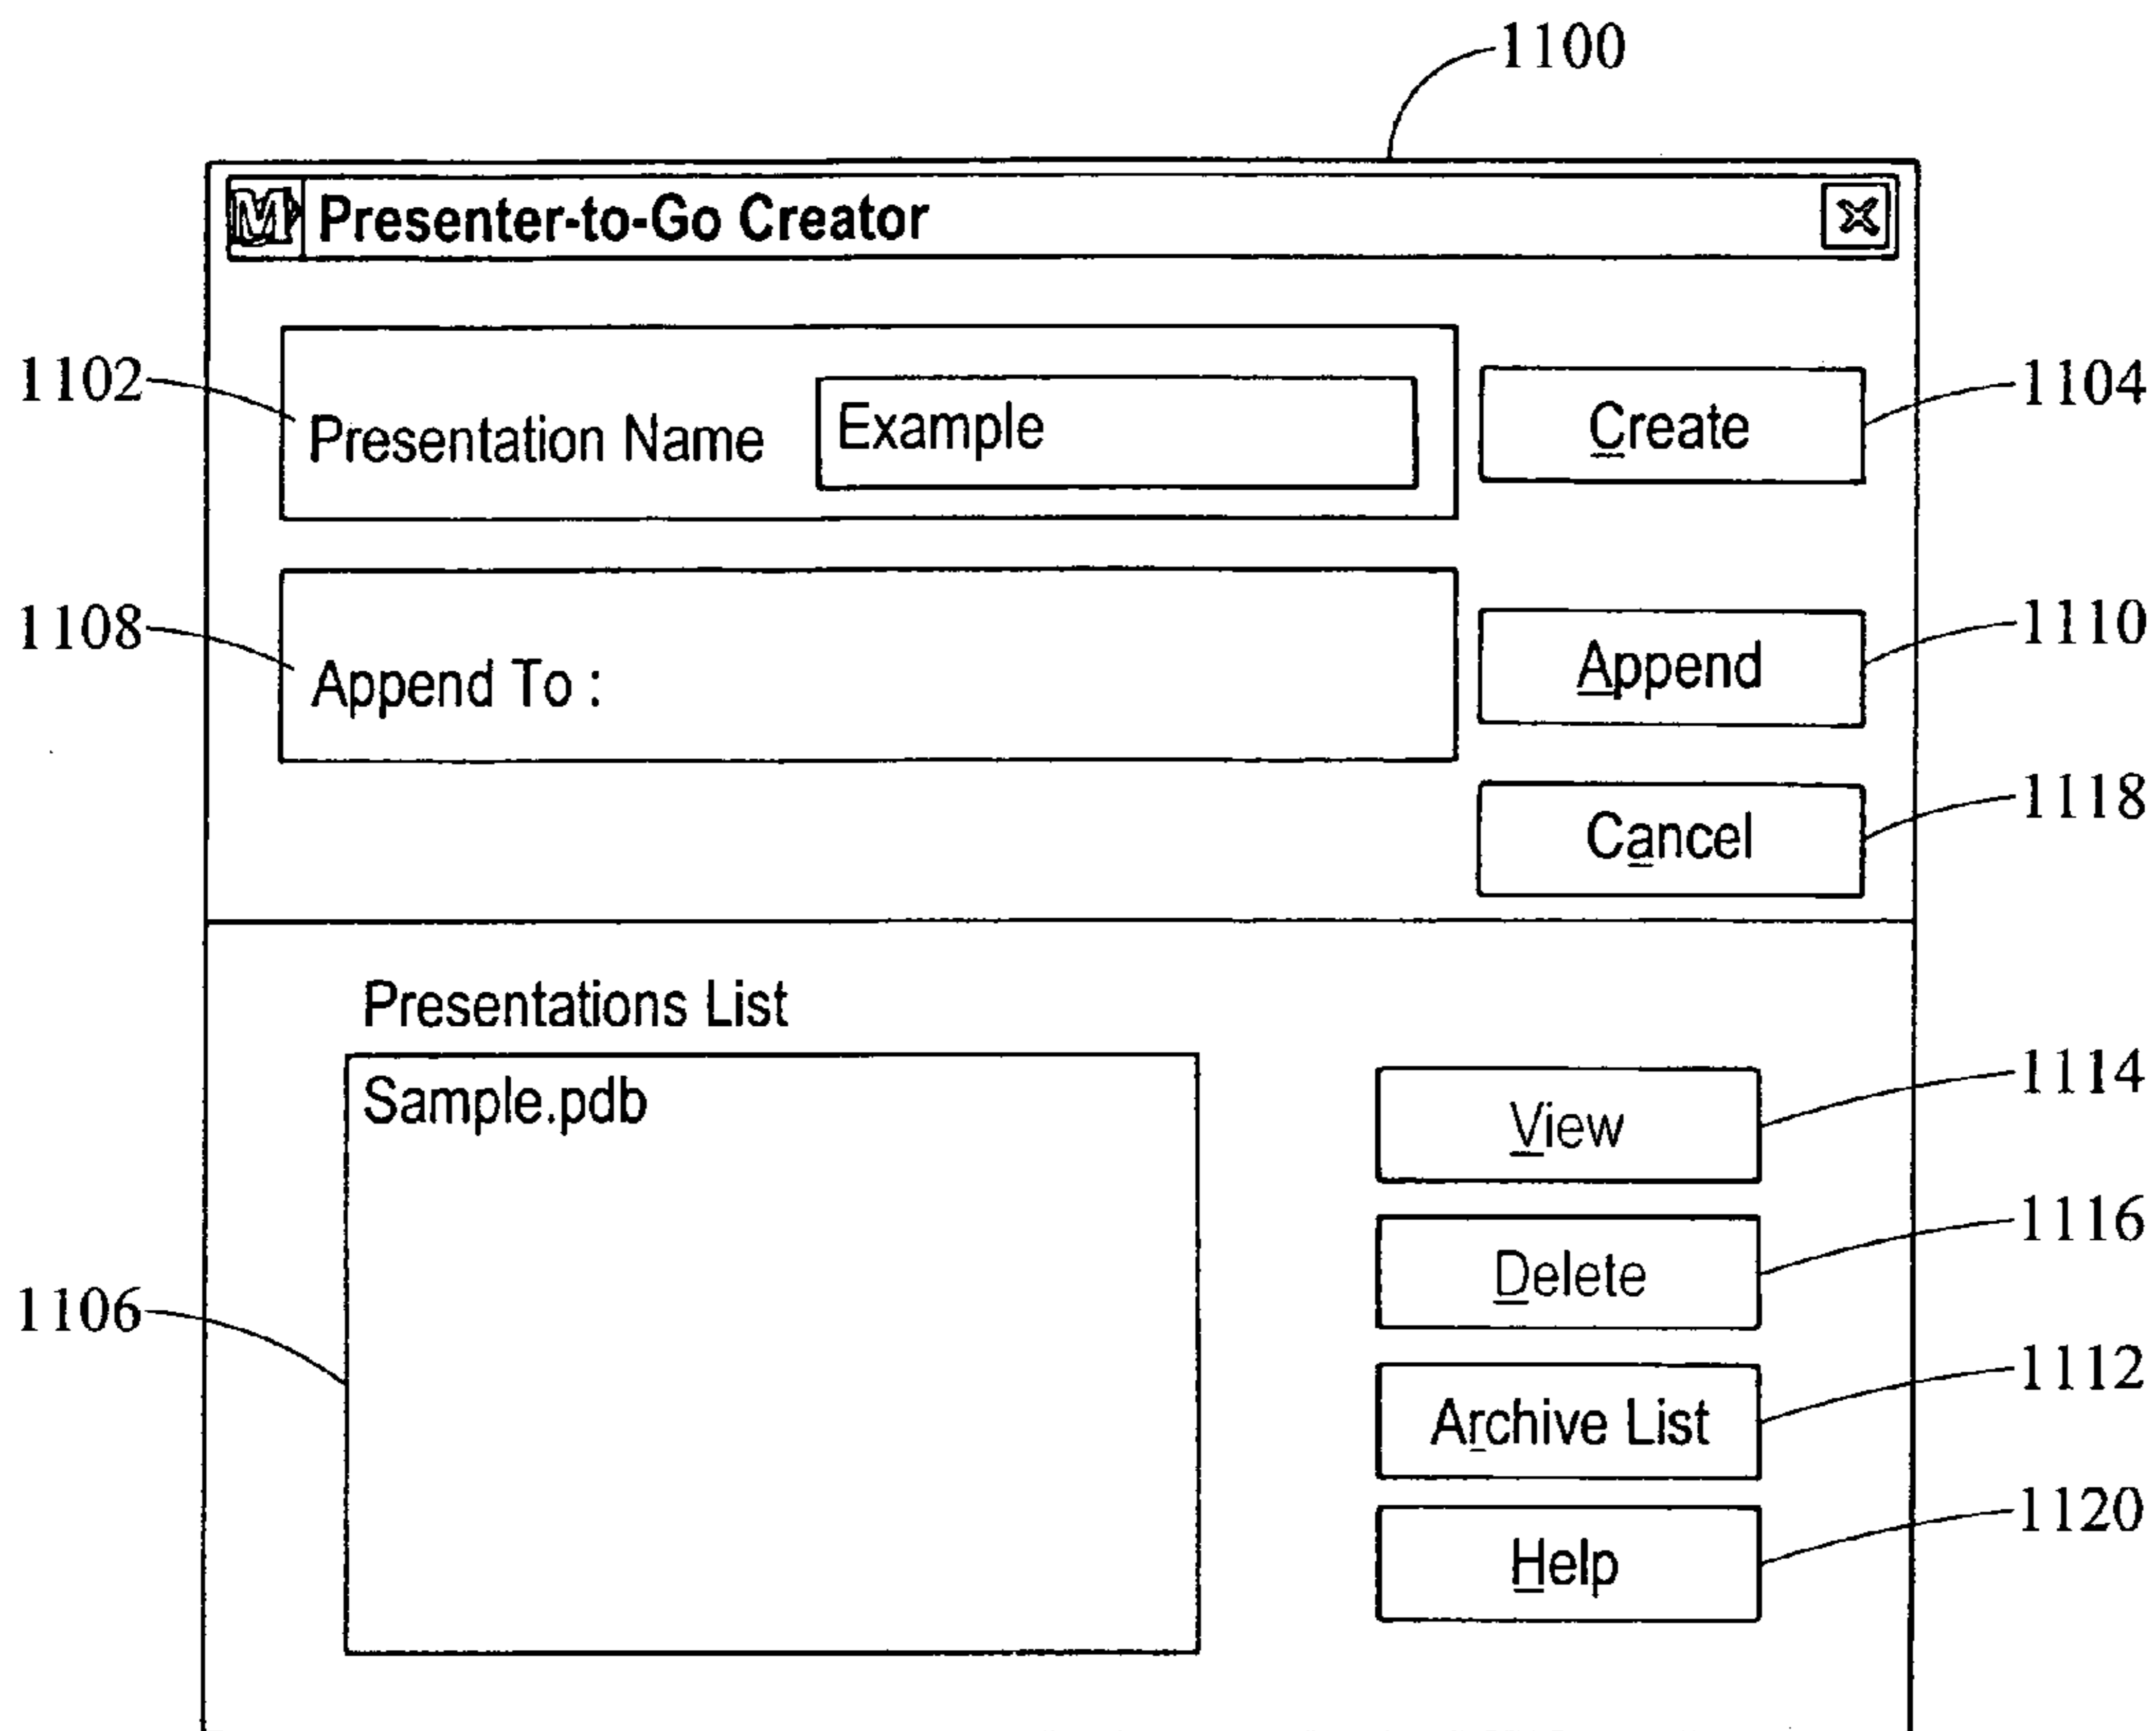 1100
M Presenter-to-Go Creator
1102
Presentation Name
Example
Create
1104
1108
Append To :
Append
1110
Cancel
1118
Presentations List
Sample.pdb
View
1114
Delete
1116
1106
Archive List
1112
Help
1120